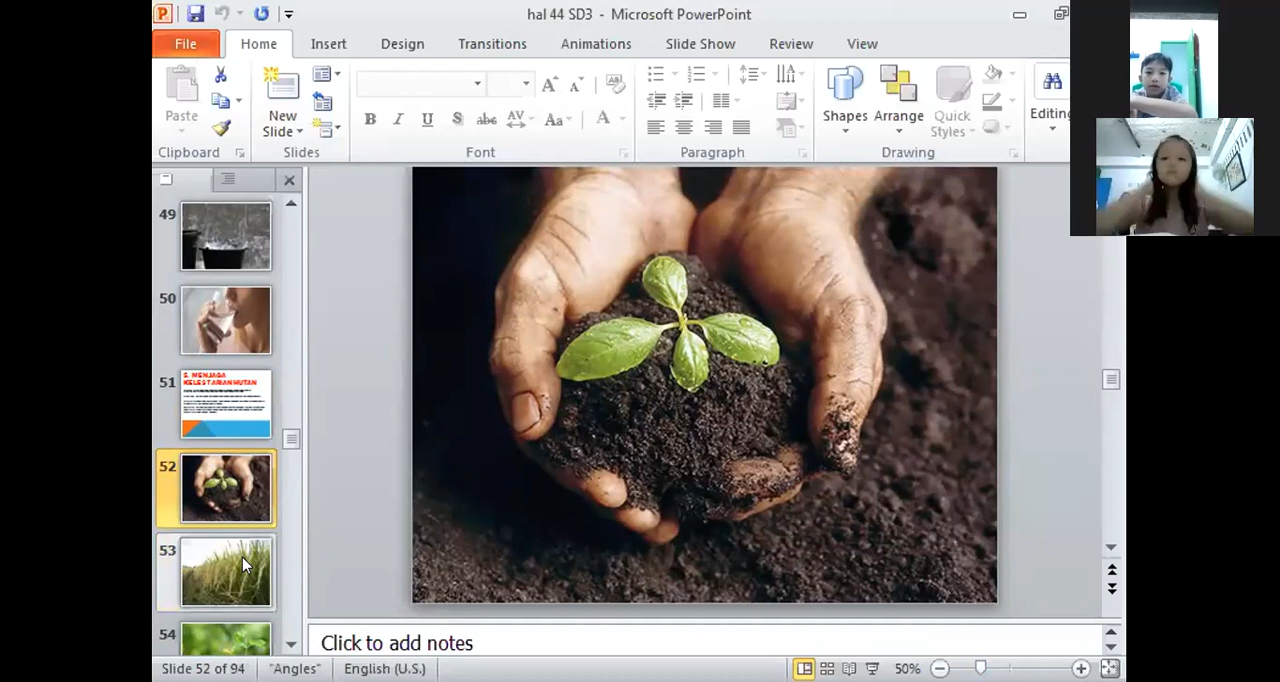 hal 44 SD3 - Microsoft PowerPoint
File Home Insert Design Transitions Animations Slide Show Review View
Paste
New
Slide
Shapes Arrange Quick
Styles
Editing
Clipboard Slides Font Paragraph Drawing
49
50
51
5. MENJAGA
KELESTARIAN HUTAN
52
53
54
Click to add notes
Slide 52 of 94 "Angles" English (U.S.) 50%